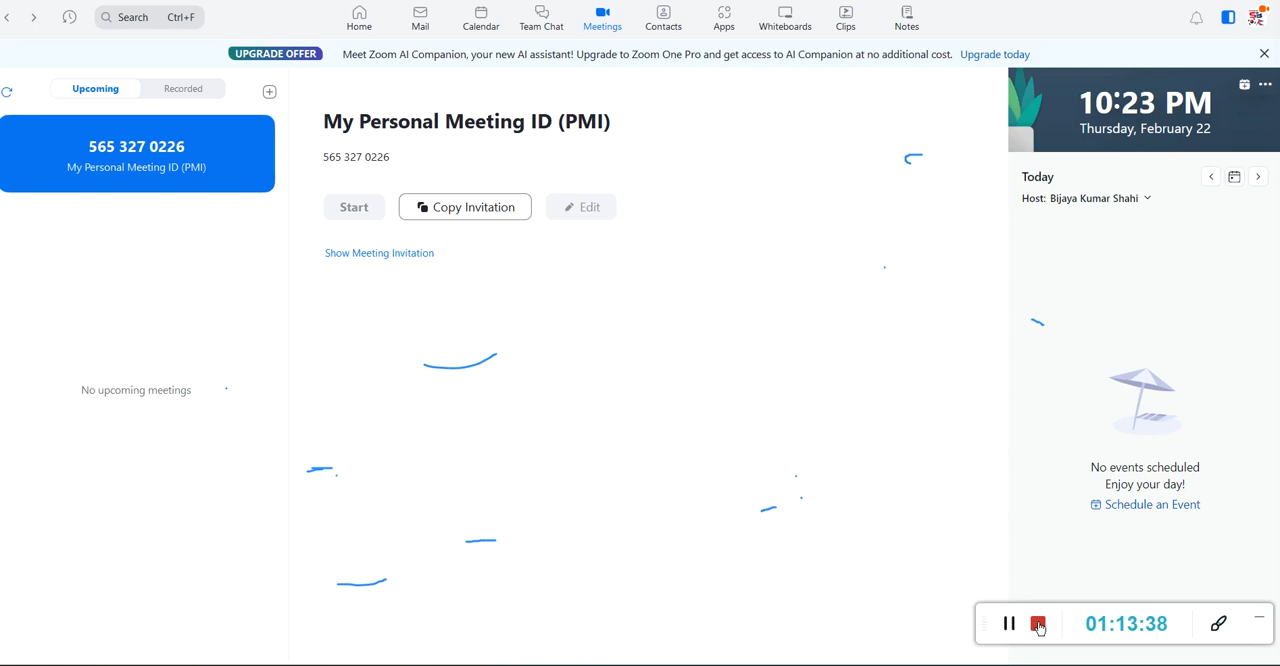 Search Ctrl+F
Home Mail Calendar Team Chat Meetings Contacts Apps Whiteboards Clips Notes
UPGRADE OFFER Meet Zoom AI Companion, your new AI assistant! Upgrade to Zoom One Pro and get access to AI Companion at no additional cost. Upgrade today
Upcoming Recorded
565 327 0226
My Personal Meeting ID (PMI)
No upcoming meetings
My Personal Meeting ID (PMI)
565 327 0226
Start Copy Invitation Edit
Show Meeting Invitation
10:23 PM
Thursday, February 22
Today
Host: Bijaya Kumar Shahi
No events scheduled
Enjoy your day!
Schedule an Event
01:13:38